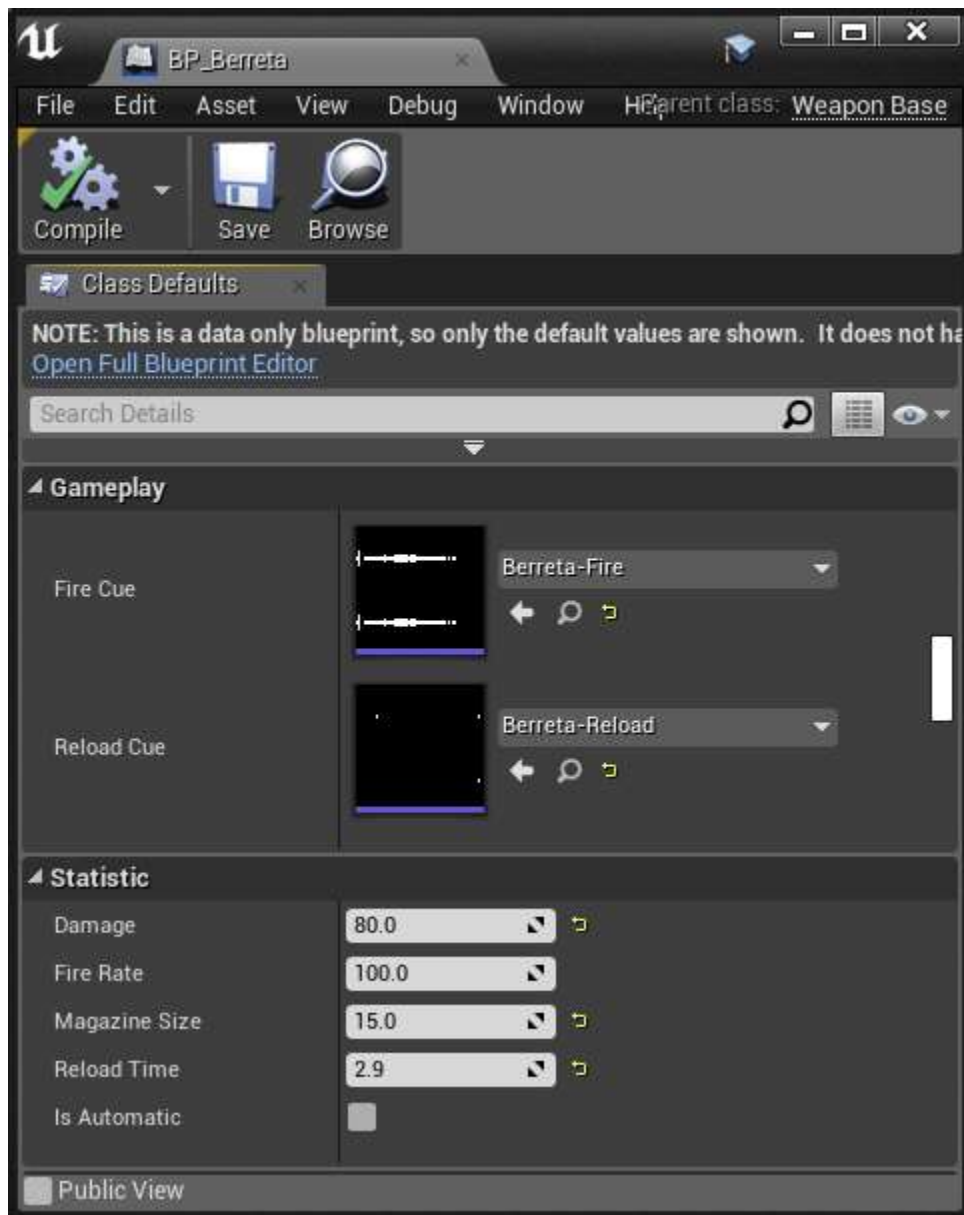 BP_Berreta
File Edit Asset View Debug Window Parent class: Weapon Base
Compile Save Browse
Class Defaults
NOTE: This is a data only blueprint, so only the default values are shown. It does not ha
Open Full Blueprint Editor
Search Details
Gameplay
Fire Cue
Berreta-Fire
Reload Cue
Berreta-Reload
Statistic
Damage 80.0
Fire Rate 100.0
Magazine Size 15.0
Reload Time 2.9
Is Automatic
Public View